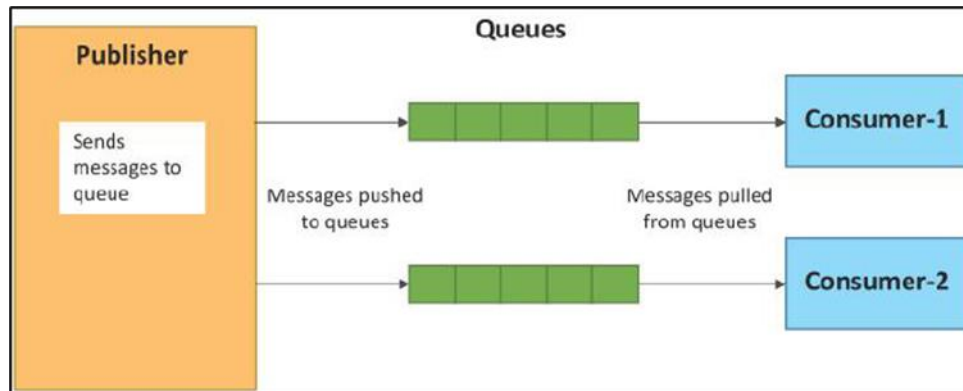 Queues
Publisher
Sends
messages to
queue
Messages pushed
to queues
Messages pulled
from queues
Consumer-1
Consumer-2